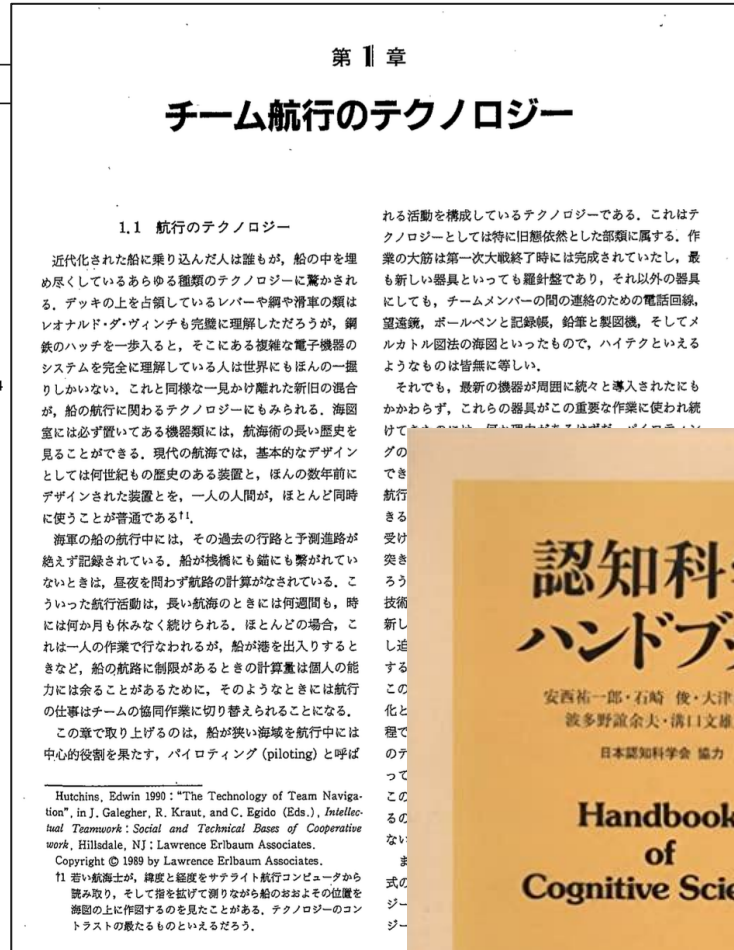 第1章
チーム航行のテクノロジー
1.1 航行のテクノロジー
近代化された船に乗り込んだ人は誰もが，船の中を埋
め尽くしているあらゆる種類のテクノロジーに驚かされ
る．デッキの上を占領しているレバーや綱や滑車の類は
レオナルド・ダ・ヴィンチも完璧に理解しただろうが，鋼
鉄のハッチを一歩入ると，そこにある複雑な電子機器の
システムを完全に理解している人は世界にもほんの一握
りしかいない．これと同様な一見かけ離れた新旧の混合
が，船の航行に関わるテクノロジーにもみられる．海図
室には必ず置いてある機器類には，航海術の長い歴史を
見ることができる．現代の航海では，基本的なデザイン
としては何世紀もの歴史のある装置と，ほんの数年前に
デザインされた装置とを，一人の人間が，ほとんど同時
に使うことが普通である†1．
海軍の船の航行中には，その過去の行路と予測進路が
絶えず記録されている．船が桟橋にも錨にも繋がれてい
ないときは，昼夜を問わず航路の計算がなされている．こ
ういった航行活動は，長い航海のときには何週間も，時
には何か月も休みなく続けられる．ほとんどの場合，こ
れは一人の作業で行なわれるが，船が港を出入りすると
きなど，船の航路に制限があるときの計算量は個人の能
力には余ることがあるために，そのようなときには航行
の仕事はチームの協同作業に切り替えられることになる．
この章で取り上げるのは，船が狭い海域を航行中には
中心的役割を果たす，パイロティング (piloting) と呼ば
Hutchins, Edwin 1990 : "The Technology of Team Naviga-
tion", in J. Galegher, R. Kraut, and C. Egido (Eds.), Intellec-
tual Teamwork : Social and Technical Bases of Cooperative
work, Hillsdale, NJ : Lawrence Erlbaum Associates.
Copyright © 1989 by Lawrence Erlbaum Associates.
†1 若い航海士が，緯度と経度をサテライト航行コンピュータから
読み取り，そして指を拡げて測りながら船のおおよその位置を
海図の上に作図するのを見たことがある．テクノロジーのコン
トラストの最たるものといえるだろう．
れる活動を構成しているテクノロジーである．これはテ
クノロジーとしては特に旧態依然とした部類に属する．作
業の大筋は第一次大戦終了時には完成されていたし，最
も新しい器具といっても羅針盤であり，それ以外の器具
にしても，チームメンバーの間の連絡のための電話回線，
望遠鏡，ボールペンと記録帳，鉛筆と製図機，そしてメ
ルカトル図法の海図といったもので，ハイテクといえる
ようなものは皆無に等しい．
それでも，最新の機器が周囲に続々と導入されたにも
かかわらず，これらの器具がこの重要な作業に使われ続
グの
でき
航行
きる
受け
突き
ろう
技術
新し
し迫
する
この
化と
程で
のテ
って
この
るの
ない
ま
式の
ジー
ジー
認知科
ハンドブ
安西祐一郎・石崎 俊・大津
波多野誼余夫・溝口文雄
日本認知科学会 協力
Handbook
of
Cognitive Scie